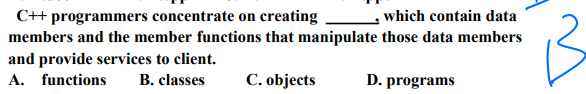 C++ programmers concentrate on creating ______, which contain data
members and the member functions that manipulate those data members
and provide services to client.
A. functions B. classes C. objects D. programs
B